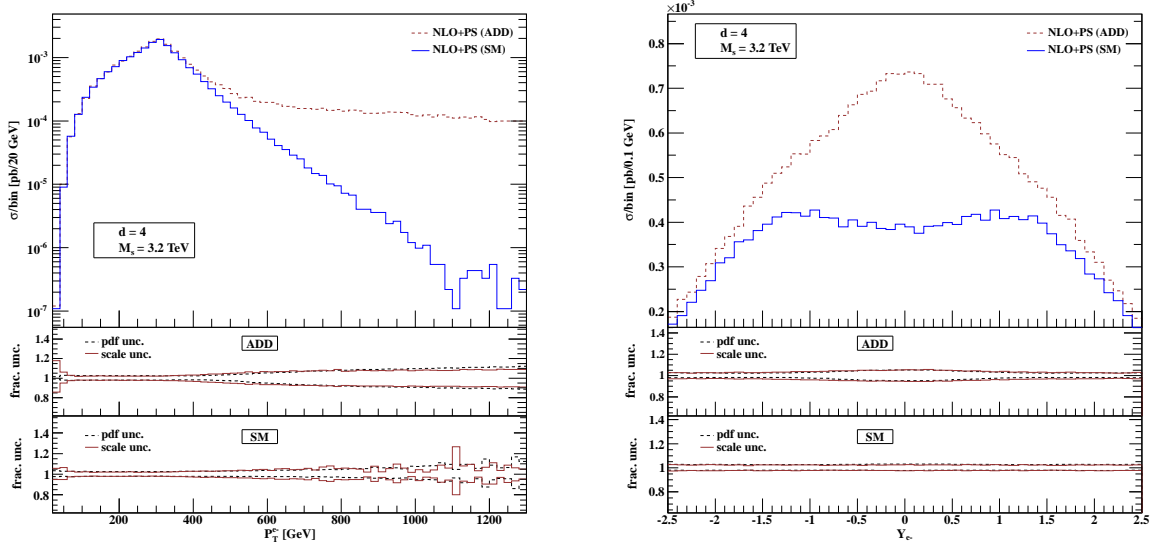 NLO+PS (ADD)
NLO+PS (SM)
d = 4
M_s = 3.2 TeV
σ/bin [pb/20 GeV]
10^-3
10^-4
10^-5
10^-6
10^-7
frac. unc.
1.4
1.2
1
0.8
pdf unc.
scale unc.
ADD
frac. unc.
1.4
1.2
1
0.8
pdf unc.
scale unc.
SM
200 400 600 800 1000 1200
P_T^e- [GeV]
×10^-3
d = 4
M_s = 3.2 TeV
NLO+PS (ADD)
NLO+PS (SM)
σ/bin [pb/0.1 GeV]
0.8
0.7
0.6
0.5
0.4
0.3
0.2
frac. unc.
1.4
1.2
1
0.8
pdf unc.
scale unc.
ADD
frac. unc.
1.4
1.2
1
0.8
pdf unc.
scale unc.
SM
-2.5 -2 -1.5 -1 -0.5 0 0.5 1 1.5 2 2.5